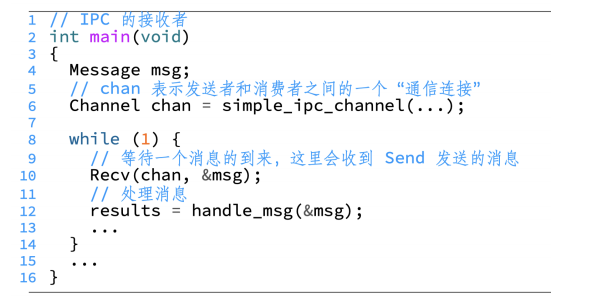 1 // IPC 的接收者
2 int main(void)
3 {
4   Message msg;
5   // chan 表示发送者和消费者之间的一个“通信连接”
6   Channel chan = simple_ipc_channel(...);
7
8   while (1) {
9     // 等待一个消息的到来，这里会收到 Send 发送的消息
10     Recv(chan, &msg);
11     // 处理消息
12     results = handle_msg(&msg);
13     ...
14   }
15   ...
16 }